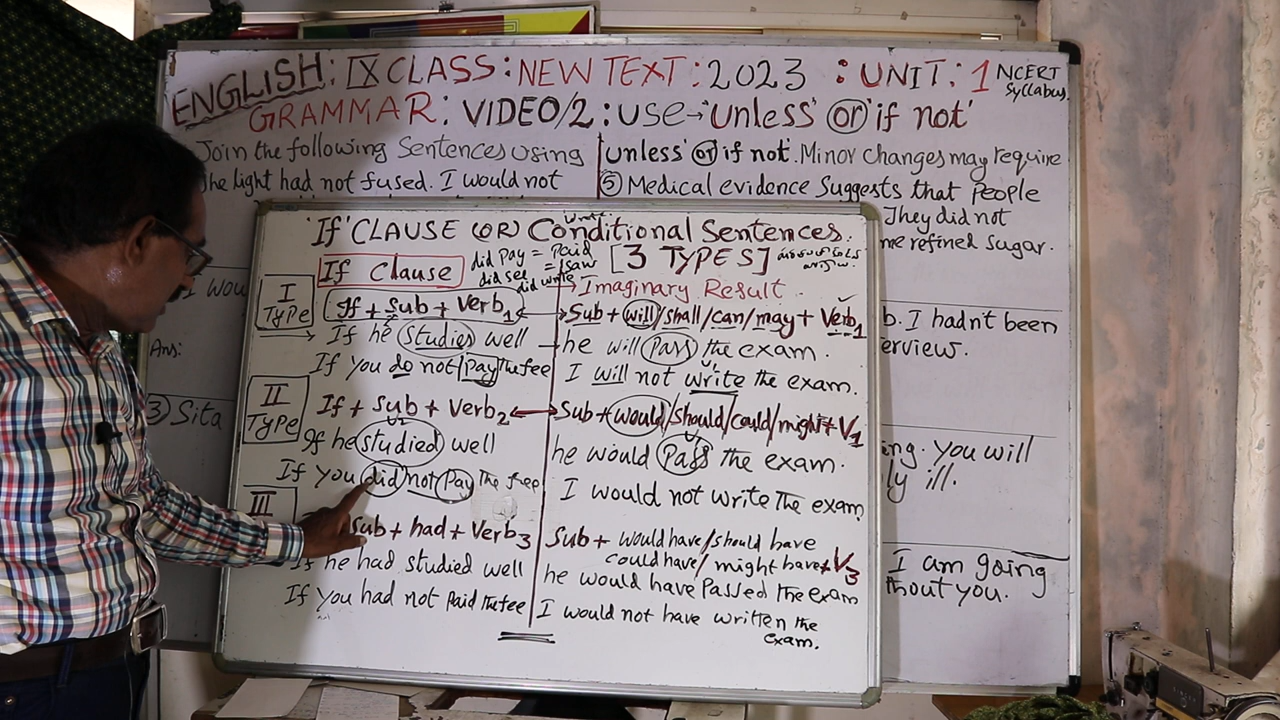 ENGLISH: IX CLASS: NEW TEXT: 2023 : UNIT: 1 NCERT Syllabus.
GRAMMAR: VIDEO/2: USE→'Unless' or 'if not'
Join the following Sentences using
'Unless' or 'if not'. Minor Changes may require
he light had not fused. I would not
⑤ Medical evidence Suggests that people
They did not
me refined Sugar.
I wou
b. I hadn't been
erview.
Ans:
③ Sita
ng. you will
ly ill.
I am going
thout you.
'If' CLAUSE (OR) Conditional Sentences.
If Clause
did Pay = Paid
did see = saw
did write
[3 TYPES]
Imaginary Result
I TYPE
If + Sub + Verb1
Sub + will/shall/can/may + Verb1
If he studies well
he will Pass the exam.
If you do not Pay The fee
I will not write the exam.
II TYPE
If + Sub + Verb2
Sub + would/should/could/might + V1
V2
If he studied well
he would Pass the exam.
If you did not Pay The fee
I would not write The exam
III
sub + had + Verb3
Sub + would have/should have
could have/might have + V3
If he had studied well
he would have Passed the exam
If you had not Paid the fee
I would not have written the
exam.